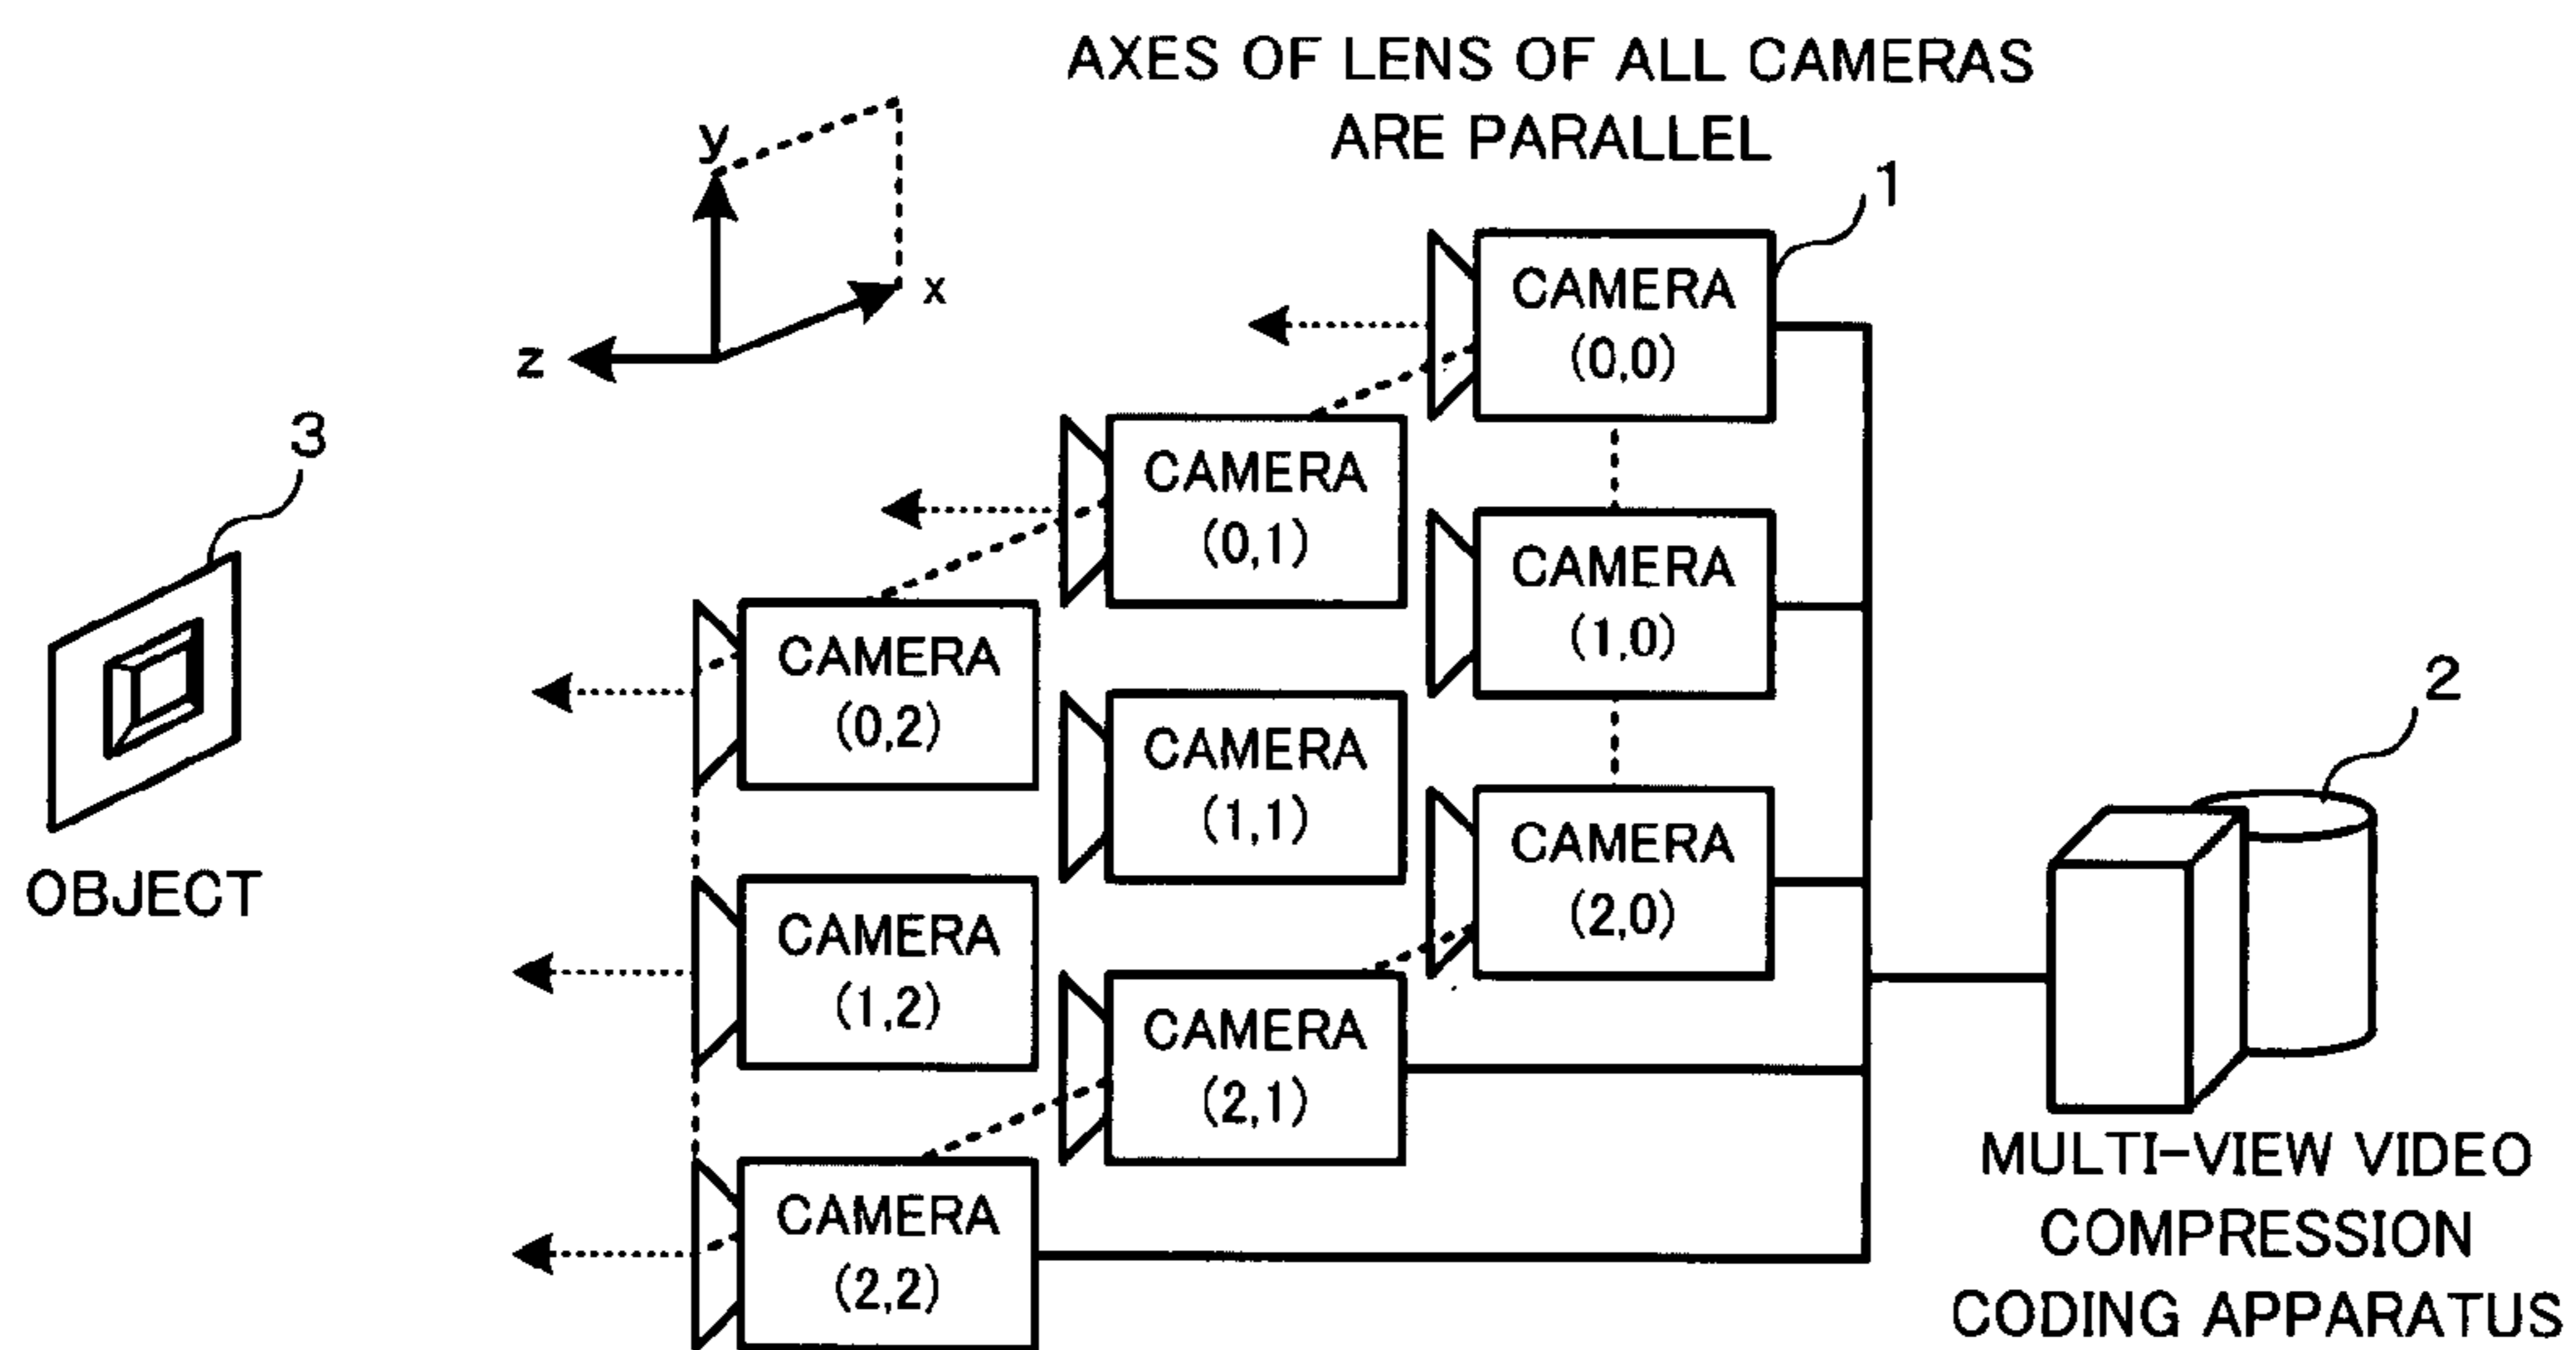 AXES OF LENS OF ALL CAMERAS
ARE PARALLEL
y
x
z
1
CAMERA
(0,0)
3
CAMERA
(0,1)
CAMERA
(1,0)
CAMERA
(0,2)
2
CAMERA
(1,1)
CAMERA
(2,0)
OBJECT
CAMERA
(1,2)
CAMERA
(2,1)
CAMERA
(2,2)
MULTI-VIEW VIDEO
COMPRESSION
CODING APPARATUS